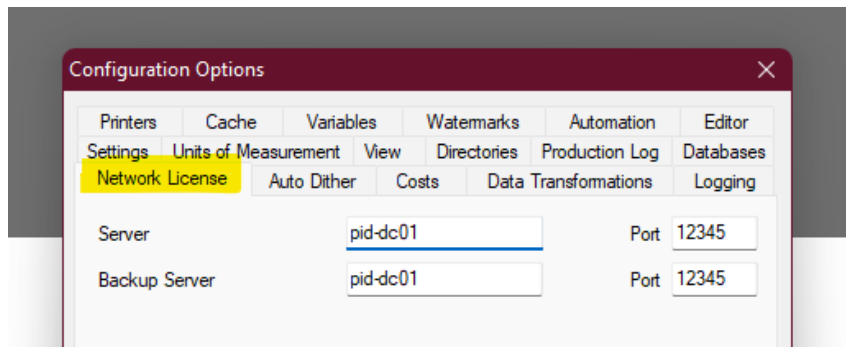 Configuration Options
Printers Cache Variables Watermarks Automation Editor
Settings Units of Measurement View Directories Production Log Databases
Network License Auto Dither Costs Data Transformations Logging
Server pid-dc01 Port 12345
Backup Server pid-dc01 Port 12345